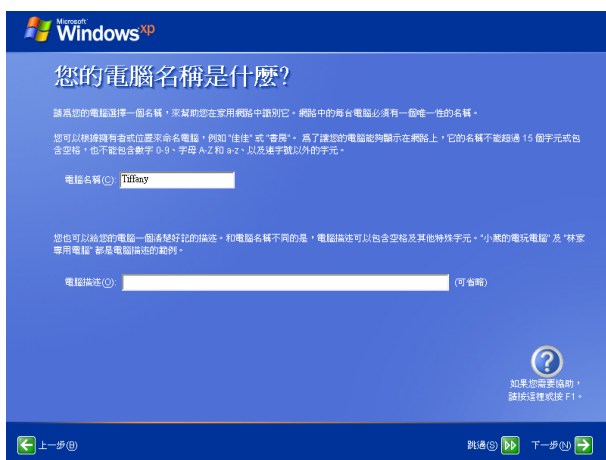 Microsoft
Windows xp
您的電腦名稱是什麼?
請為您的電腦選擇一個名稱，來幫助您在家用網路中識別它。網路中的每台電腦必須有一個唯一性的名稱。
您可以根據擁有者或位置來命名電腦，例如 "佳佳" 或 "書房"。 為了讓您的電腦能夠顯示在網路上，它的名稱不能超過 15 個字元或包
含空格，也不能包含數字 0-9、字母 A-Z 和 a-z、以及連字號以外的字元。
電腦名稱(C): Tiffany
您也可以給您的電腦一個清楚好記的描述。和電腦名稱不同的是，電腦描述可以包含空格及其他特殊字元。"小葳的電玩電腦" 及 "林家
專用電腦" 都是電腦描述的範例。
電腦描述(O): (可省略)
如果您需要協助，
請按這裡或按 F1。
上一步(B) 跳過(S) 下一步(N)